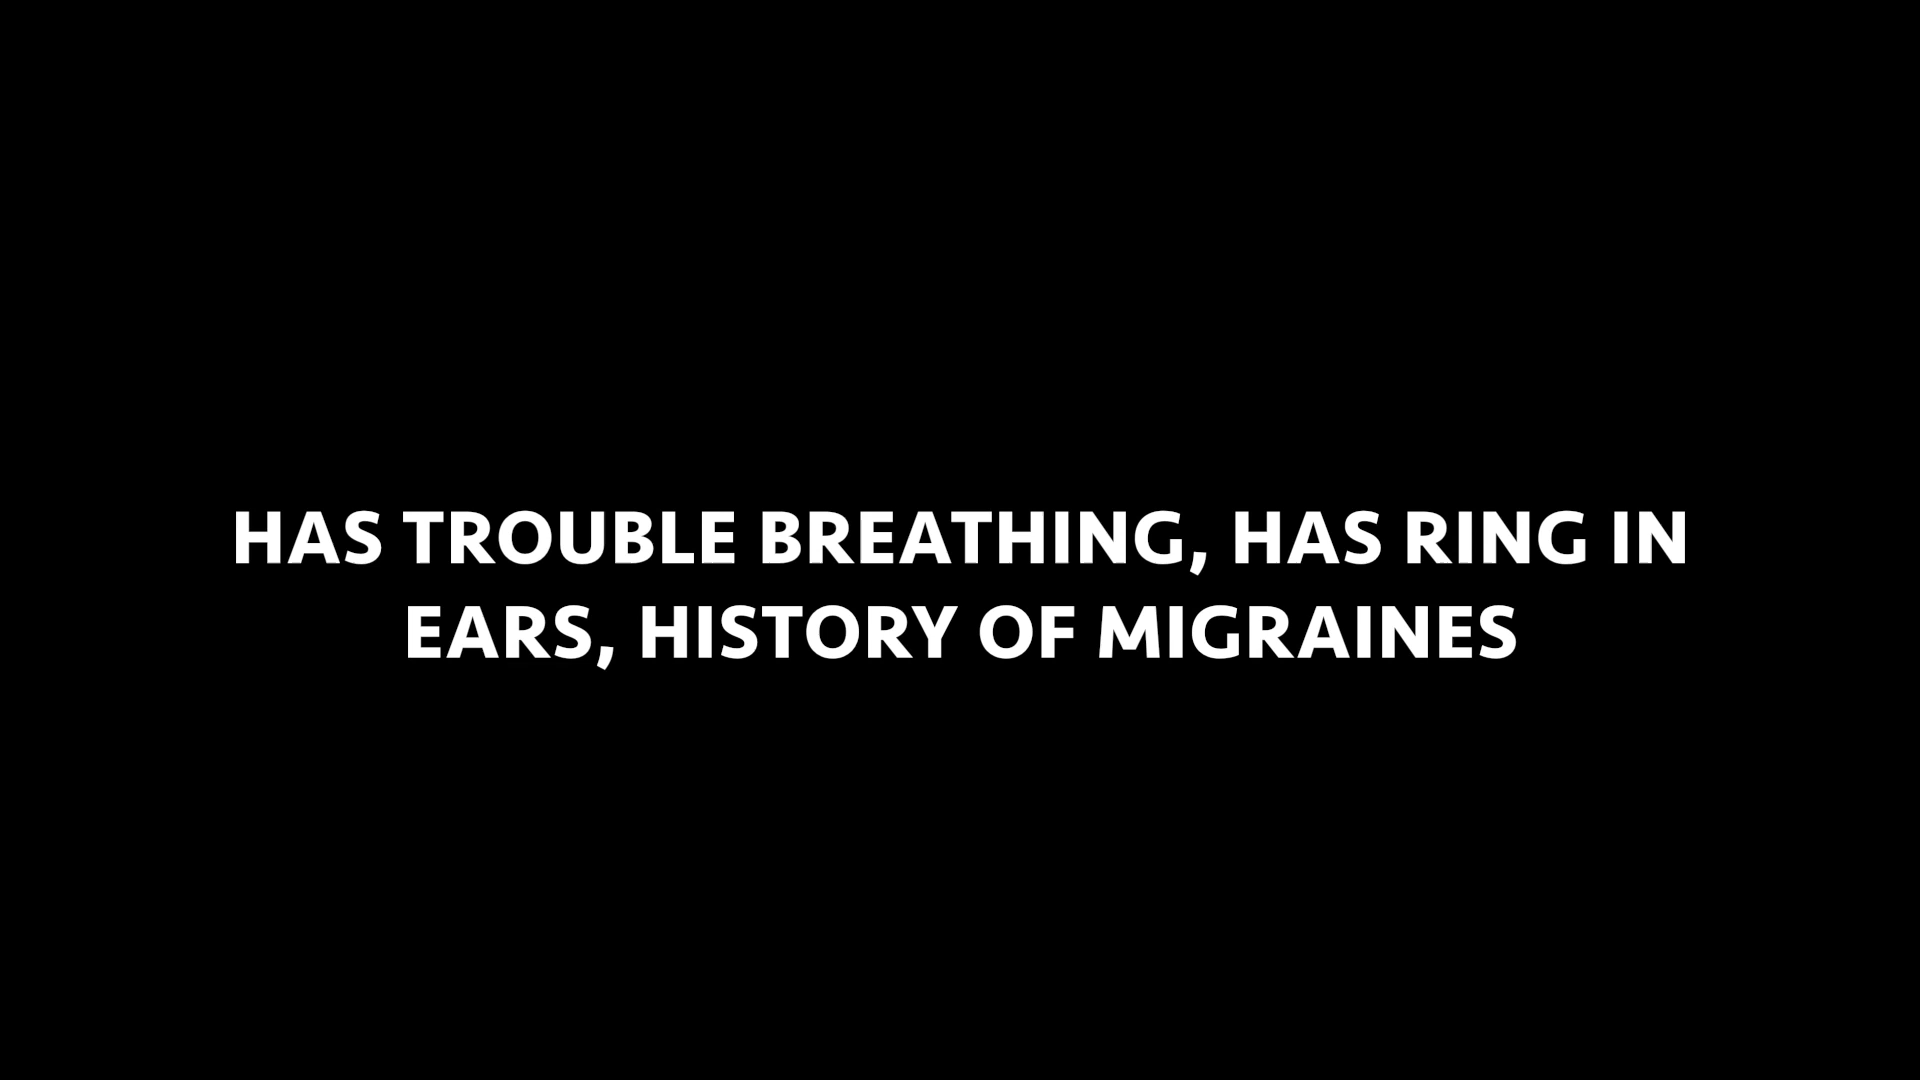 HAS TROUBLE BREATHING, HAS RING IN
EARS, HISTORY OF MIGRAINES